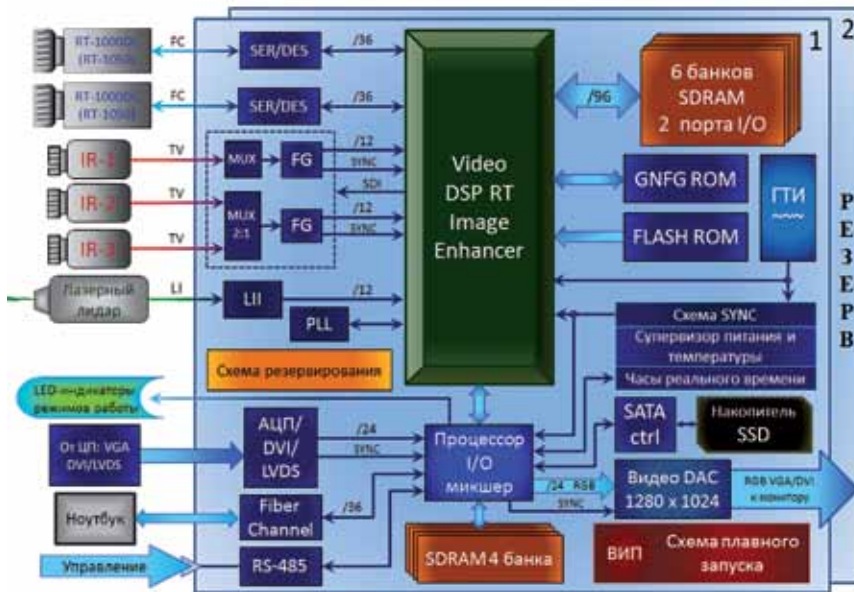 RT-1000DC
(RT-1050)
FC
SER/DES
/36
1
2
RT-1000DC
(RT-1050)
FC
SER/DES
/36
6 банков
SDRAM
2 порта I/O
/96
IR-1
TV
MUX
FG
/12
SYNC
SDI
IR-2
TV
MUX
2:1
FG
/12
SYNC
IR-3
TV
Video
DSP RT
Image
Enhancer
GNFG ROM
FLASH ROM
ГТИ
РЕЗЕРВ
Лазерный
лидар
LI
LII
/12
PLL
Схема SYNC
Супервизор питания и
температуры
Часы реального времени
Схема резервирования
LED-индикаторы
режимов работы
От ЦП: VGA
DVI/LVDS
АЦП/
DVI/
LVDS
/24
SYNC
Процессор
I/O
микшер
SATA
ctrl
Накопитель
SSD
/24 RGB
SYNC
Видео DAC
1280 x 1024
RGB VGA/DVI
к монитору
Ноутбук
Fiber
Channel
/36
Управление
RS-485
SDRAM 4 банка
ВИП
Схема плавного
запуска